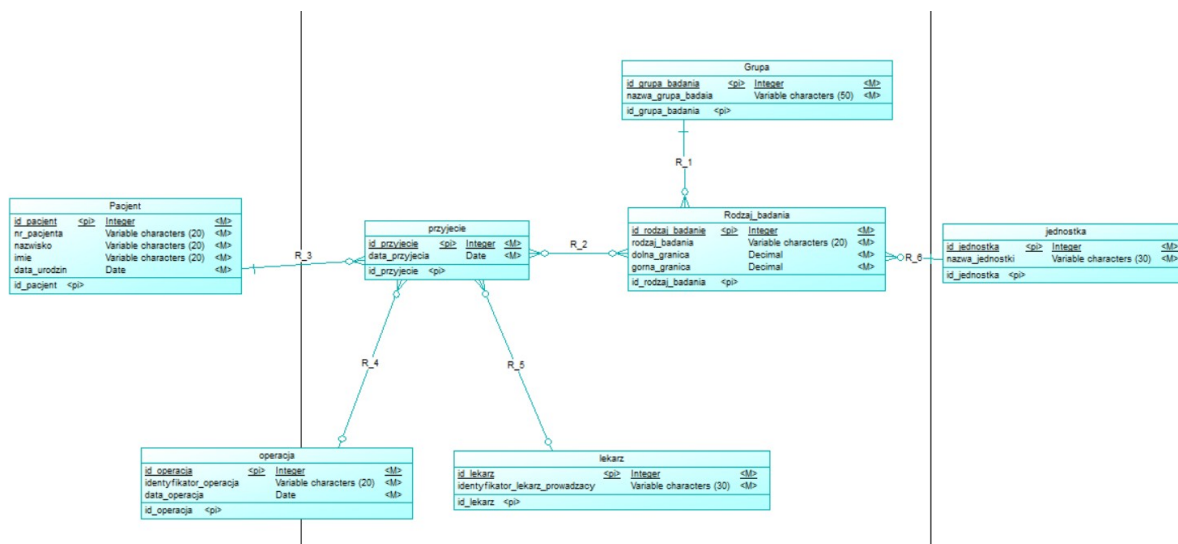 Grupa
id_grupa_badania <pi> Integer <M>
nazwa_grupa_badaia Variable characters (50) <M>
id_grupa_badania <pi>
R_1
Pacjent
id_pacjent <pi> Integer <M>
nr_pacjenta Variable characters (20) <M>
nazwisko Variable characters (20) <M>
imie Variable characters (20) <M>
data_urodzin Date <M>
id_pacjent <pi>
R_3
przyjecie
id_przyjecie <pi> Integer <M>
data_przyjecia Date <M>
id_przyjecie <pi>
R_2
Rodzaj_badania
id_rodzaj_badanie <pi> Integer <M>
rodzaj_badania Variable characters (20) <M>
dolna_granica Decimal <M>
gorna_granica Decimal <M>
id_rodzaj_badania <pi>
R_6
jednostka
id_jednostka <pi> Integer <M>
nazwa_jednostki Variable characters (30) <M>
id_jednostka <pi>
R_4
R_5
operacja
id_operacja <pi> Integer <M>
identyfikator_operacja Variable characters (20) <M>
data_operacja Date <M>
id_operacja <pi>
lekarz
id_lekarz <pi> Integer <M>
identyfikator_lekarz_prowadzacy Variable characters (30) <M>
id_lekarz <pi>